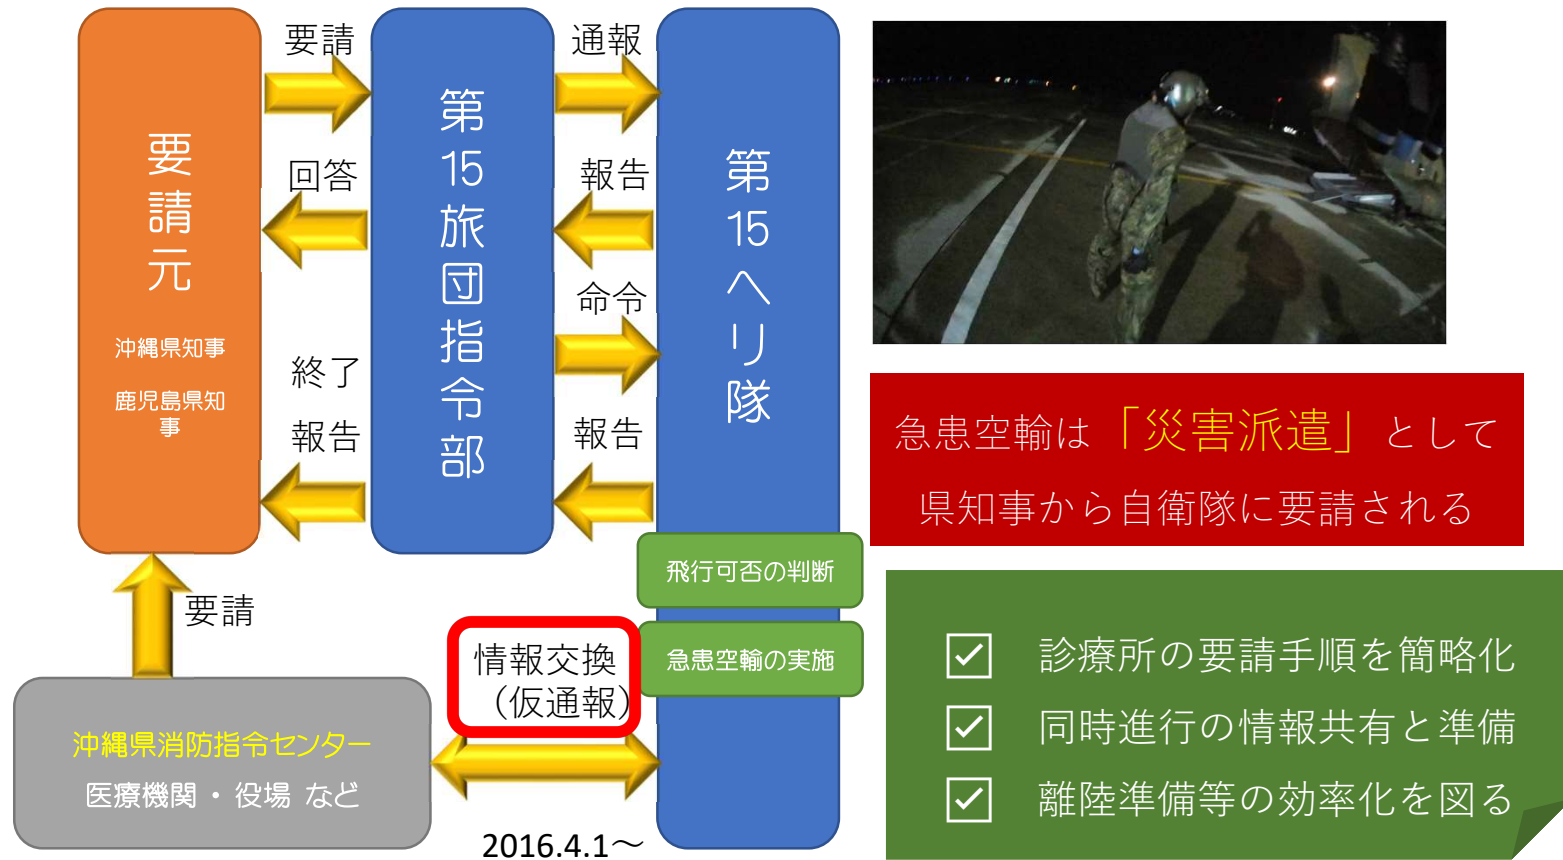 要請
通報
要請元
沖縄県知事
鹿児島県知
事
第15旅団指令部
第15ヘリ隊
回答
報告
命令
終了
報告
報告
飛行可否の判断
急患空輸の実施
要請
情報交換
（仮通報）
沖縄県消防指令センター
医療機関・役場 など
2016.4.1～
急患空輸は「災害派遣」として
県知事から自衛隊に要請される
診療所の要請手順を簡略化
同時進行の情報共有と準備
離陸準備等の効率化を図る